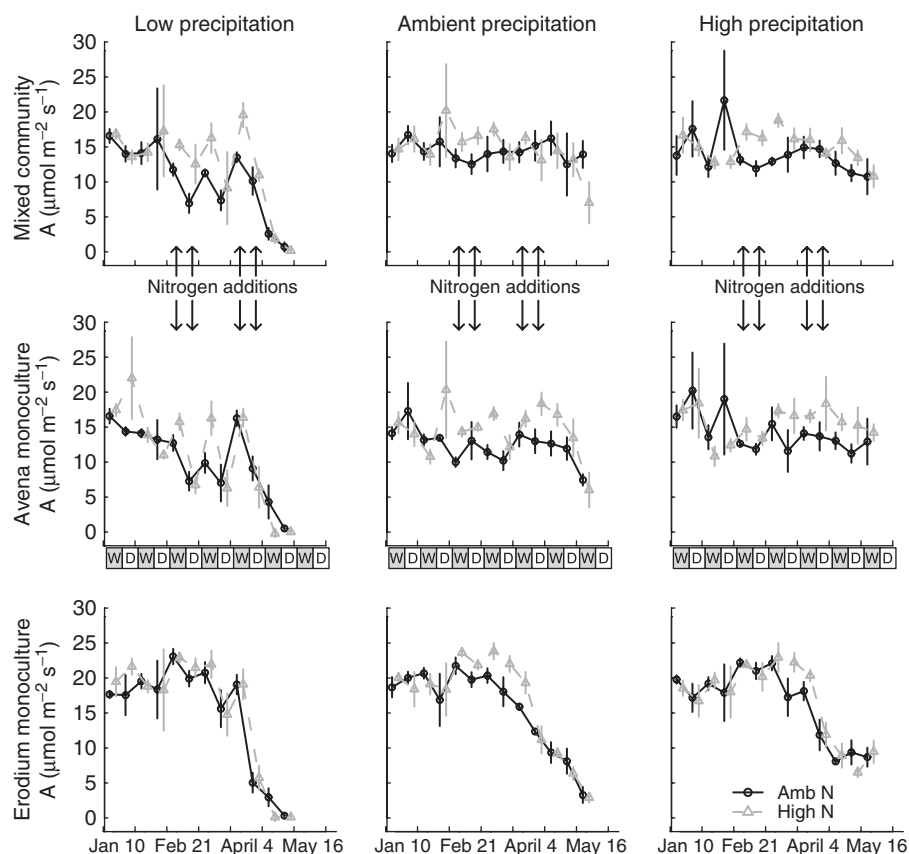 Low precipitation
Ambient precipitation
High precipitation
Mixed community
A (μmol m⁻² s⁻¹)
30
25
20
15
10
5
0
Nitrogen additions
Nitrogen additions
Nitrogen additions
Avena monoculture
A (μmol m⁻² s⁻¹)
30
25
20
15
10
5
0
W D W D W D W D W D W D W D
W D W D W D W D W D W D W D
W D W D W D W D W D W D W D
Erodium monoculture
A (μmol m⁻² s⁻¹)
30
25
20
15
10
5
0
Amb N
High N
Jan 10 Feb 21 April 4 May 16
Jan 10 Feb 21 April 4 May 16
Jan 10 Feb 21 April 4 May 16